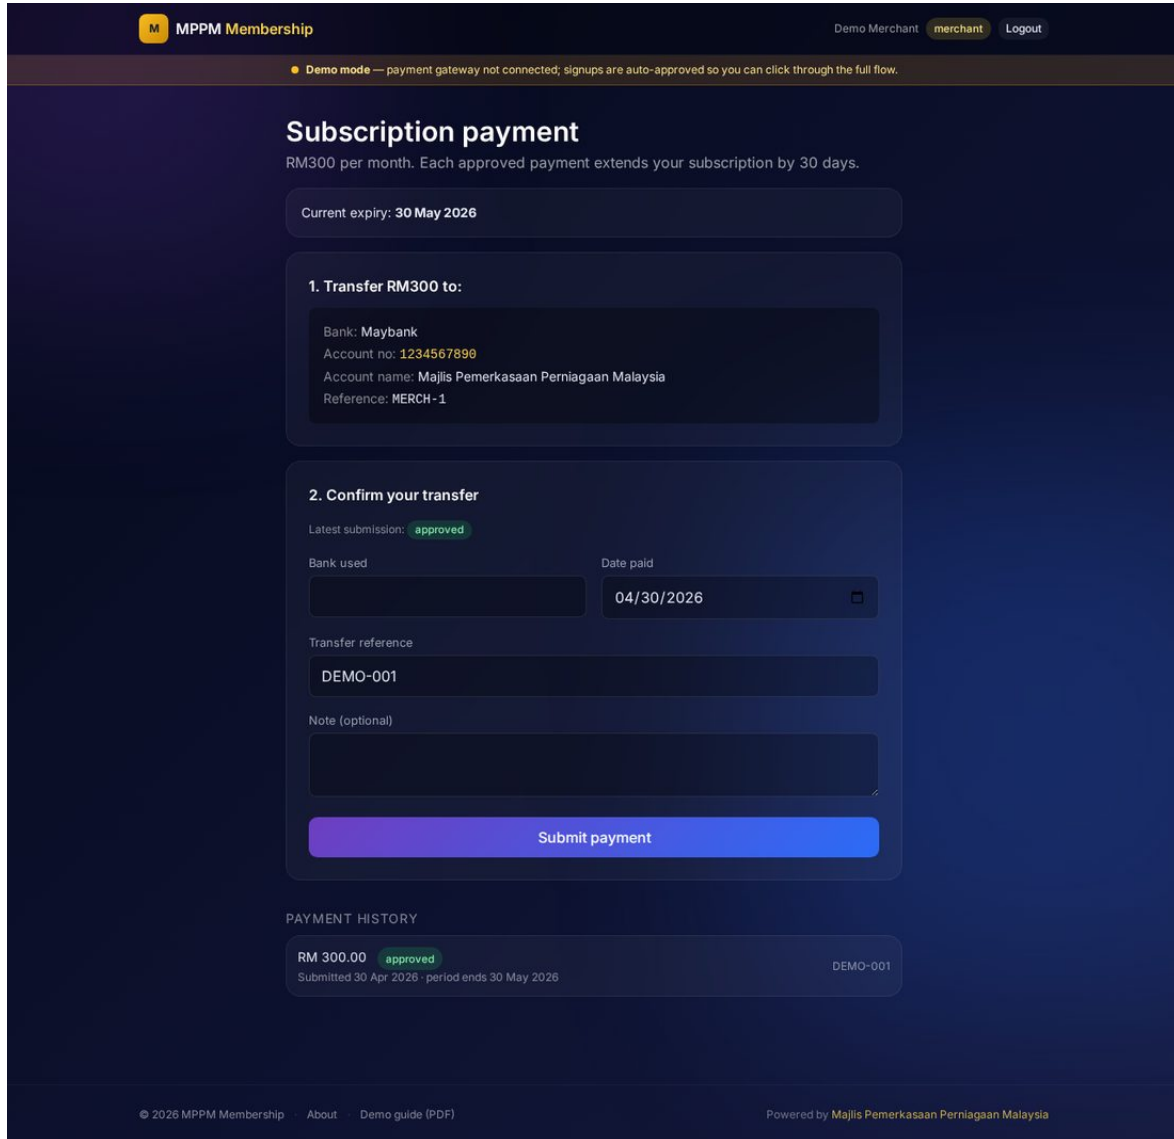 M MPPM Membership
Demo Merchant merchant Logout
Demo mode — payment gateway not connected; signups are auto-approved so you can click through the full flow.
Subscription payment
RM300 per month. Each approved payment extends your subscription by 30 days.
Current expiry: 30 May 2026
1. Transfer RM300 to:
Bank: Maybank
Account no: 1234567890
Account name: Majlis Pemerkasaan Perniagaan Malaysia
Reference: MERCH-1
2. Confirm your transfer
Latest submission: approved
Bank used
Date paid
04/30/2026
Transfer reference
DEMO-001
Note (optional)
Submit payment
PAYMENT HISTORY
RM 300.00 approved
Submitted 30 Apr 2026 · period ends 30 May 2026
DEMO-001
© 2026 MPPM Membership · About · Demo guide (PDF)
Powered by Majlis Pemerkasaan Perniagaan Malaysia